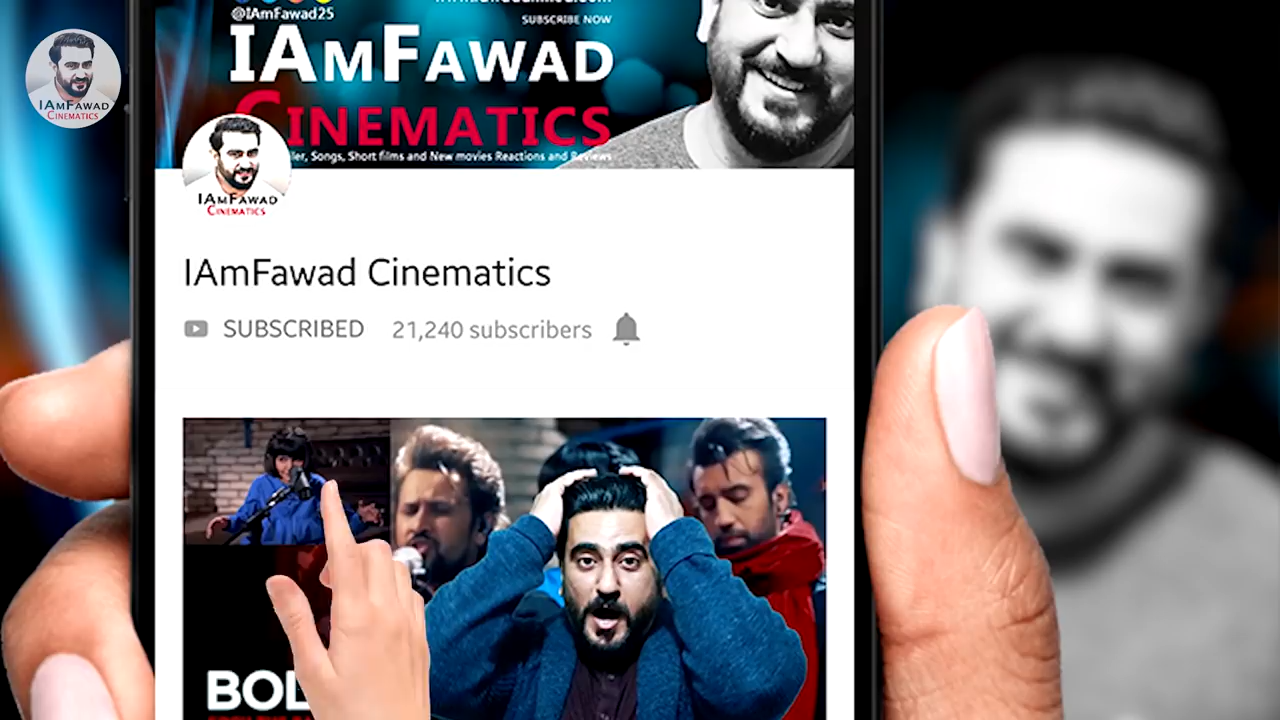 @IAmFawad25
SUBSCRIBE NOW
IAMFAWAD
CINEMATICS
Songs, Short films and New movies Reactions and Reviews
IAMFAWAD
CINEMATICS
IAMFAWAD
CINEMATICS
IAmFawad Cinematics
SUBSCRIBED 21,240 subscribers